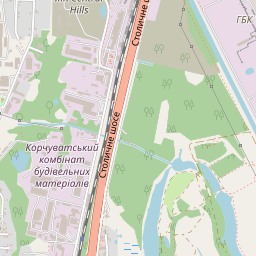 Hills
Столичне ш
ГБК
Столичне шосе
Корчуватський
комбінат
будівельних
матеріалів